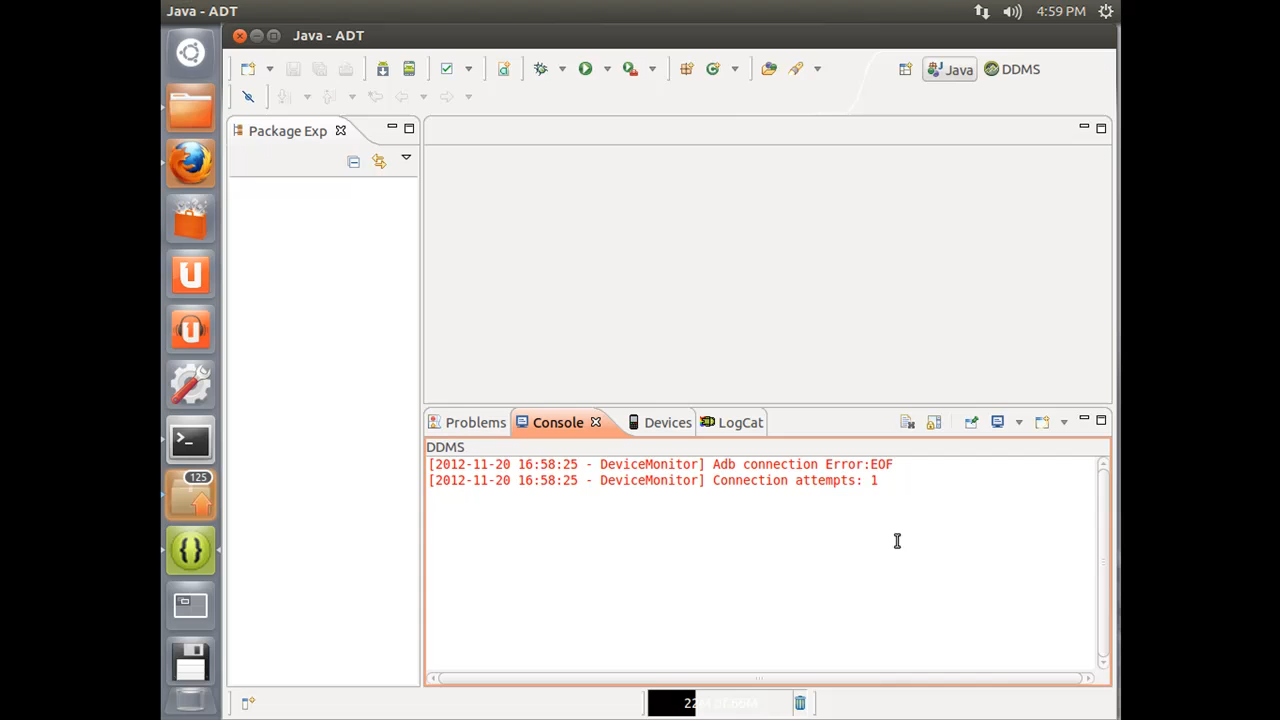 Java - ADT
4:59 PM
Java - ADT
Java
DDMS
Package Exp
Problems
Console
Devices
LogCat
DDMS
[2012-11-20 16:58:25 - DeviceMonitor] Adb connection Error:EOF
[2012-11-20 16:58:25 - DeviceMonitor] Connection attempts: 1
125